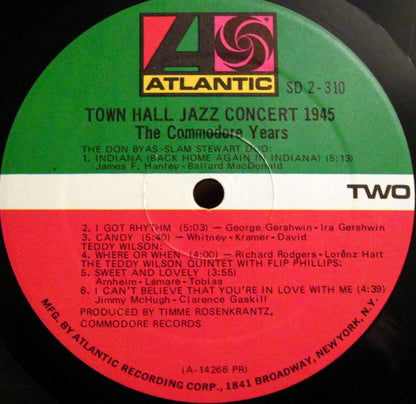 ATLANTIC
SD 2-310
TOWN HALL JAZZ CONCERT 1945
The Commodore Years
THE DON BYAS-SLAM STEWART DUO:
1. INDIANA (BACK HOME AGAIN IN INDIANA) (5:13)
James F. Hanley - Ballard MacDonald
TWO
2. I GOT RHYTHM (5:03) - George Gershwin - Ira Gershwin
3. CANDY (5:40) - Whitney - Kramer - David
TEDDY WILSON:
4. WHERE OR WHEN (4:00) - Richard Rodgers - Lorenz Hart
THE TEDDY WILSON QUINTET WITH FLIP PHILLIPS:
5. SWEET AND LOVELY (3:55)
Arnheim - Lemare - Tobias
6. I CAN'T BELIEVE THAT YOU'RE IN LOVE WITH ME (4:39)
Jimmy McHugh - Clarence Gaskill
PRODUCED BY TIMME ROSENKRANTZ,
COMMODORE RECORDS
(A-14266 PR)
MFG. BY ATLANTIC RECORDING CORP., 1841 BROADWAY, NEW YORK, N.Y.